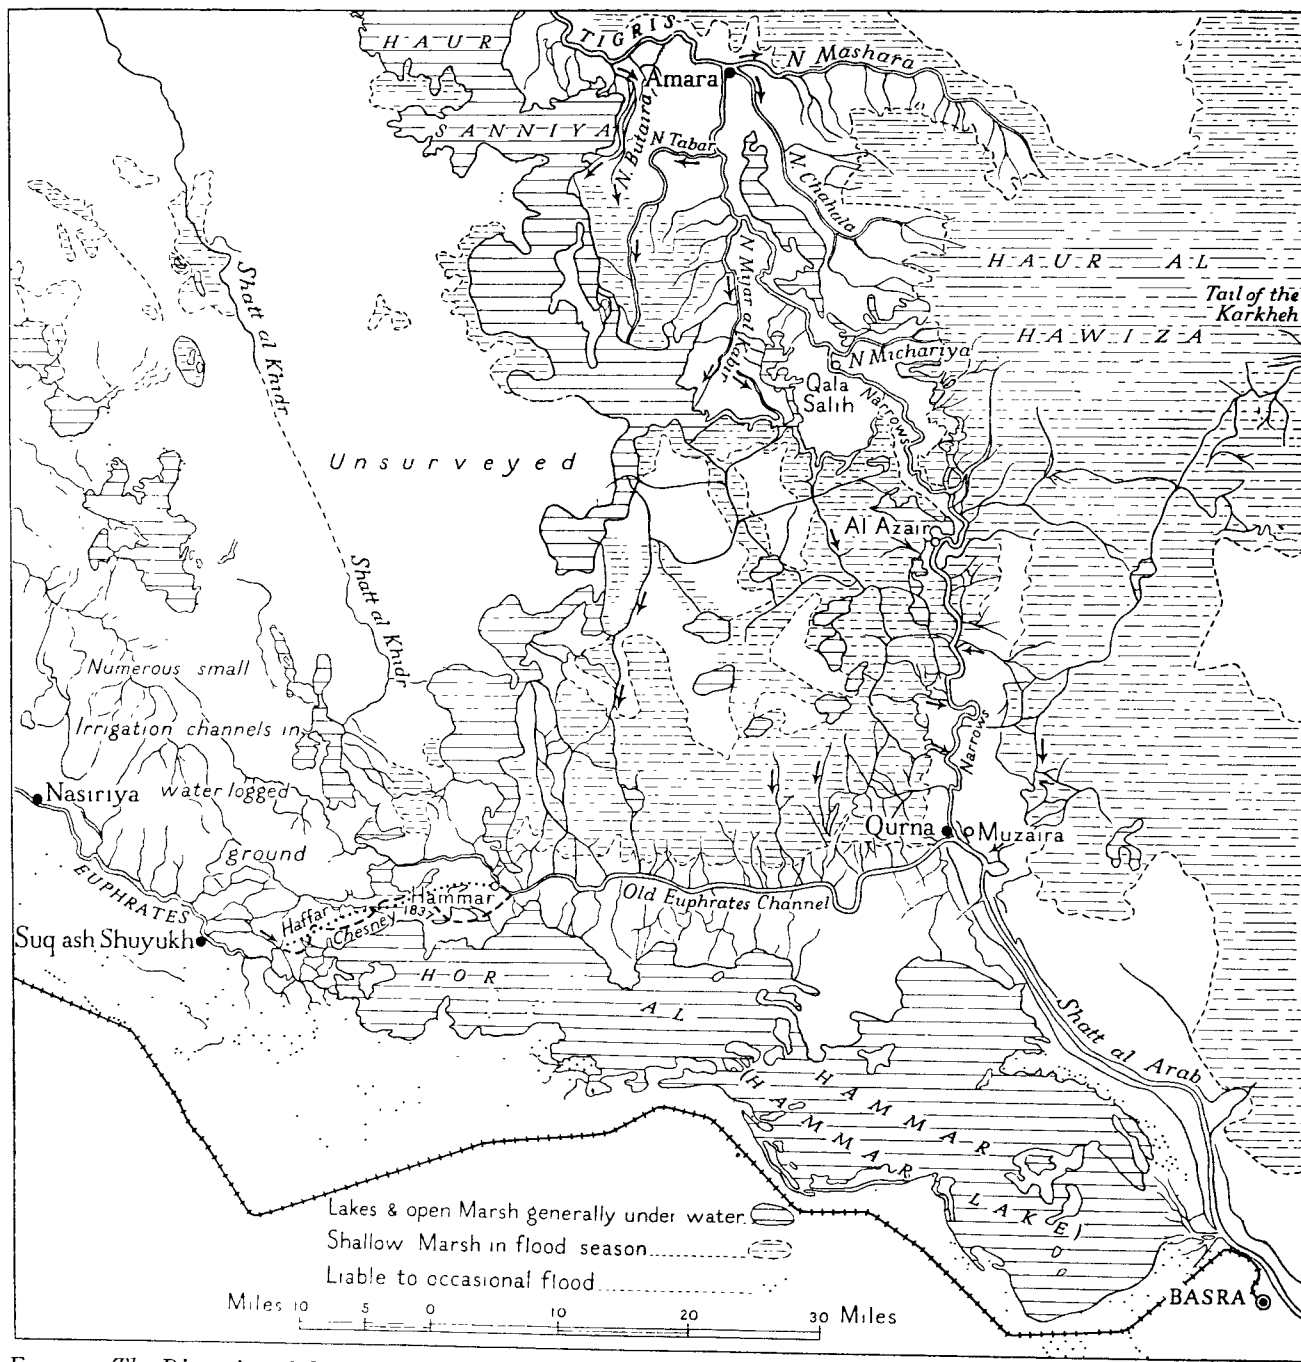 HAUR
TIGRIS
N Mashara
Amara
SANNIYA
N. Butaira
N Tabar
N. Chahala
HAUR AL
Tail of the
Karkheh
HAWIZA
Shatt al Khidr
N Mijar al Kabir
N Michariya
Qala
Salih
Narrows
Unsurveyed
Al Azair
Shatt al Khidr
Numerous small
Irrigation channels in
water logged
ground
Nasiriya
Narrows
Qurna
Muzaira
EUPHRATES
Hammar
Haffar
Chesney 1837
Old Euphrates Channel
Suq ash Shuyukh
HOR
AL
HAMMAR
(HAMMAR
LAKE)
Shatt al Arab
Lakes & open Marsh generally under water
Shallow Marsh in flood season
Liable to occasional flood
Miles 10 5 0 10 20 30 Miles
BASRA